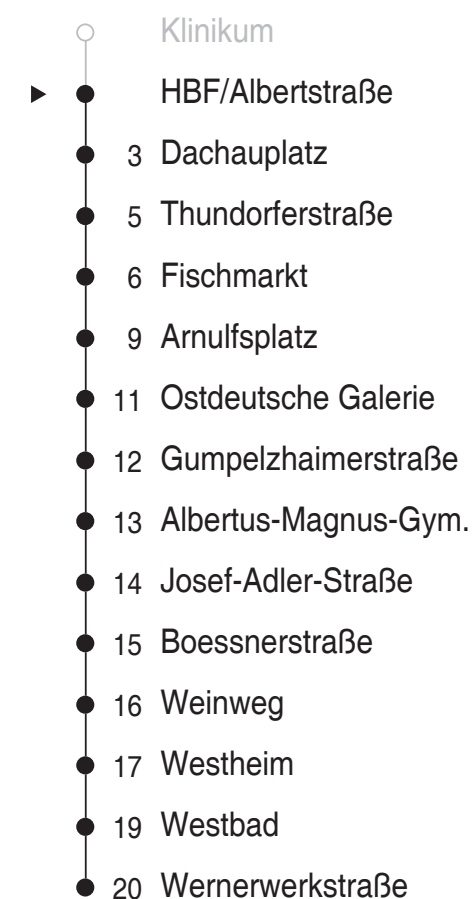 Klinikum
HBF/Albertstraße
3 Dachauplatz
5 Thundorferstraße
6 Fischmarkt
9 Arnulfsplatz
11 Ostdeutsche Galerie
12 Gumpelzhaimerstraße
13 Albertus-Magnus-Gym.
14 Josef-Adler-Straße
15 Boessnerstraße
16 Weinweg
17 Westheim
19 Westbad
20 Wernerwerkstraße